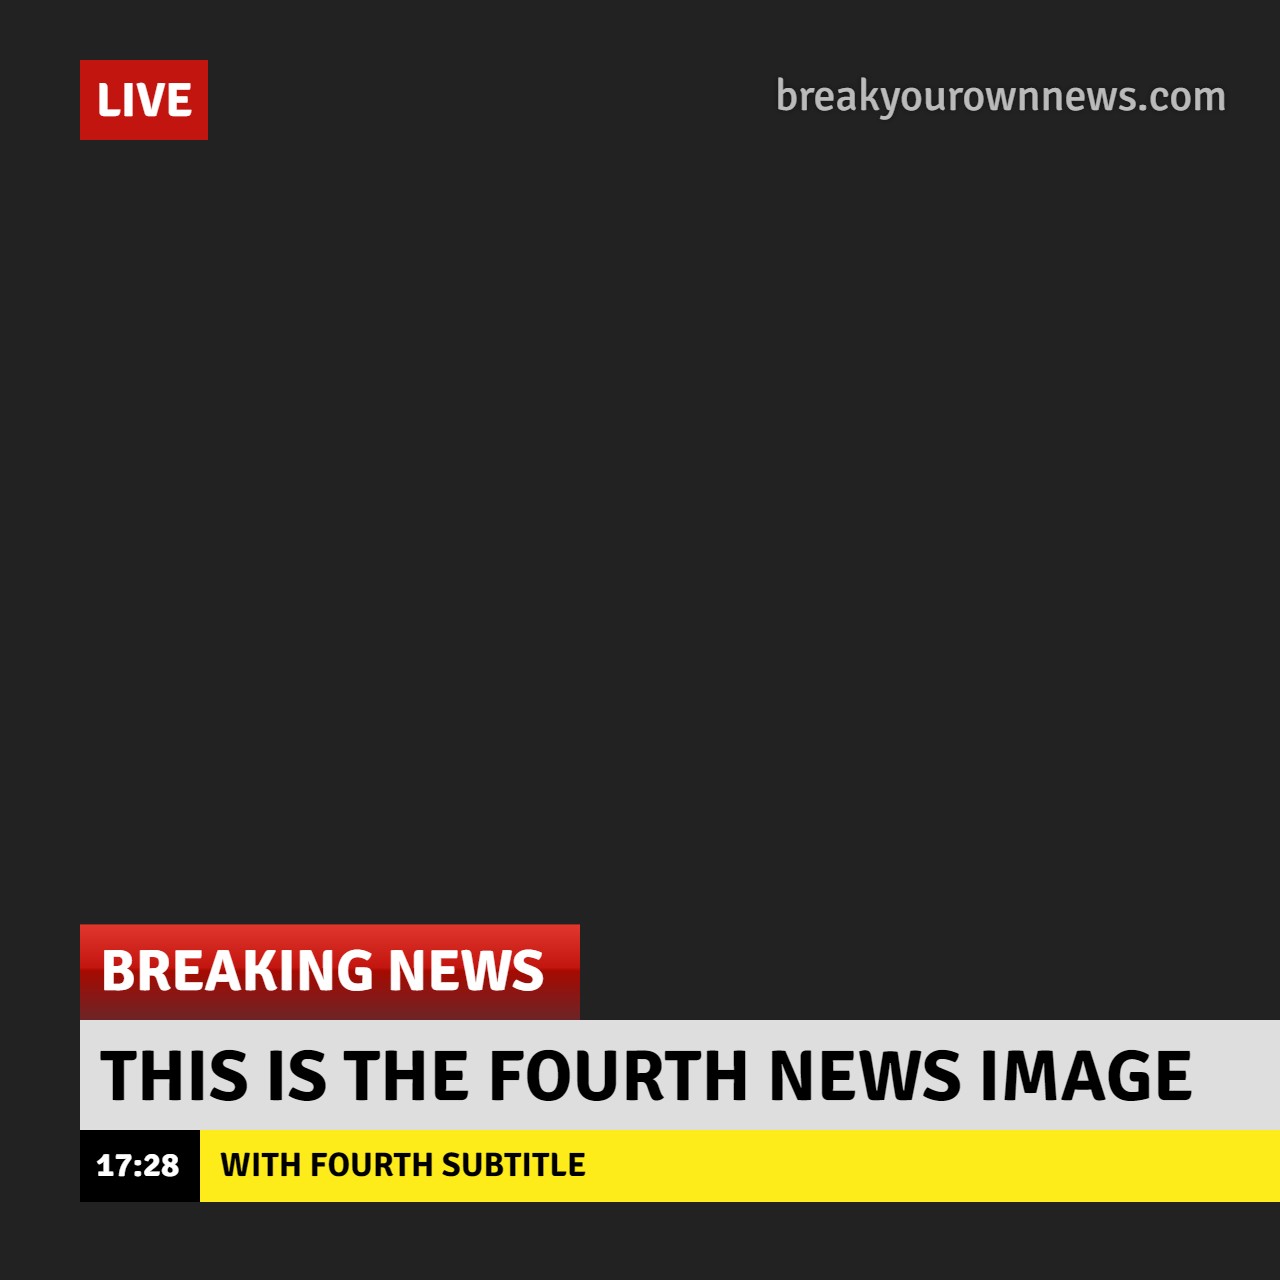 LIVE
breakyourownnews.com
BREAKING NEWS
THIS IS THE FOURTH NEWS IMAGE
17:28
WITH FOURTH SUBTITLE